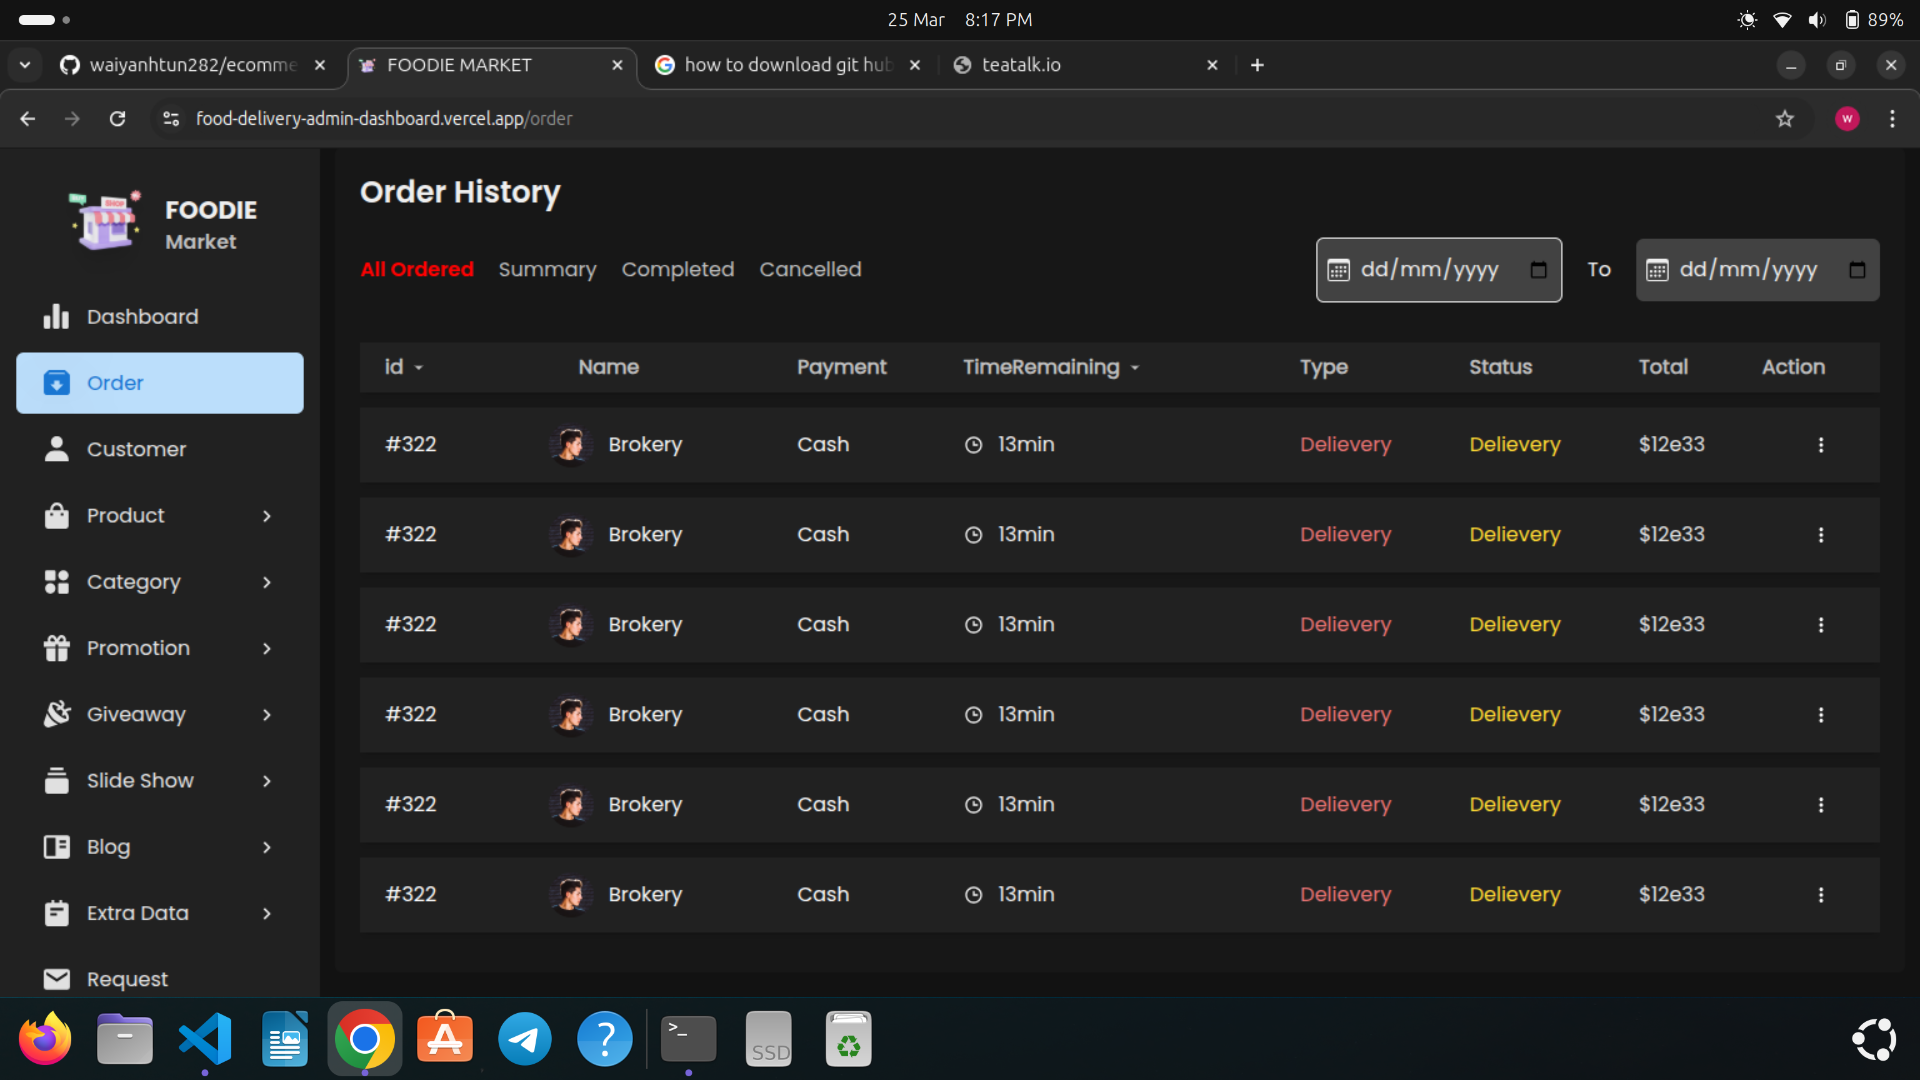 25 Mar 8:17 PM
89%
waiyanhtun282/ecomme
FOODIE MARKET
how to download git hub
teatalk.io
food-delivery-admin-dashboard.vercel.app/order
W
SHOP
FOODIE
Market
Dashboard
Order
Customer
Product
Category
Promotion
Giveaway
Slide Show
Blog
Extra Data
Request
Order History
All Ordered Summary Completed Cancelled
dd/mm/yyyy To dd/mm/yyyy
id Name Payment TimeRemaining Type Status Total Action
#322 Brokery Cash 13min Delievery Delievery $12e33
#322 Brokery Cash 13min Delievery Delievery $12e33
#322 Brokery Cash 13min Delievery Delievery $12e33
#322 Brokery Cash 13min Delievery Delievery $12e33
#322 Brokery Cash 13min Delievery Delievery $12e33
#322 Brokery Cash 13min Delievery Delievery $12e33
SSD